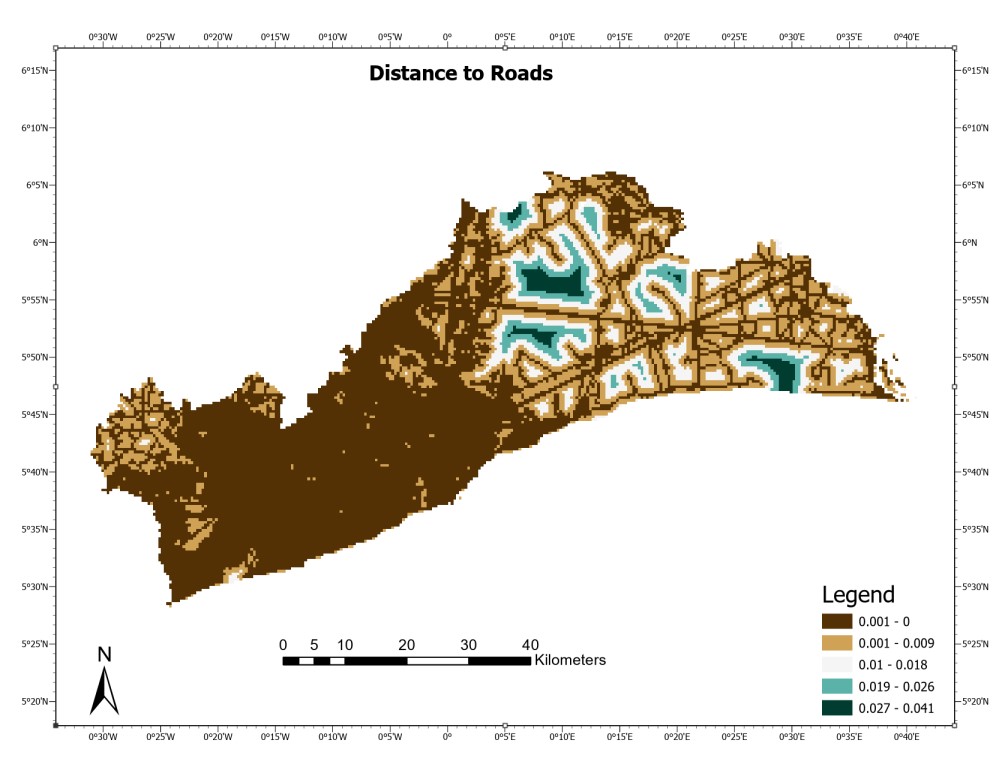 0°30'W 0°25'W 0°20'W 0°15'W 0°10'W 0°5'W 0° 0°5'E 0°10'E 0°15'E 0°20'E 0°25'E 0°30'E 0°35'E 0°40'E
Distance to Roads
6°15'N 6°15'N
6°10'N 6°10'N
6°5'N 6°5'N
6°N 6°N
5°55'N 5°55'N
5°50'N 5°50'N
5°45'N 5°45'N
5°40'N 5°40'N
5°35'N 5°35'N
5°30'N 5°30'N
Legend
0.001 - 0
5°25'N 5°25'N
0.001 - 0.009
0 5 10 20 30 40
N Kilometers 0.01 - 0.018
0.019 - 0.026
5°20'N 5°20'N
0.027 - 0.041
0°30'W 0°25'W 0°20'W 0°15'W 0°10'W 0°5'W 0° 0°5'E 0°10'E 0°15'E 0°20'E 0°25'E 0°30'E 0°35'E 0°40'E